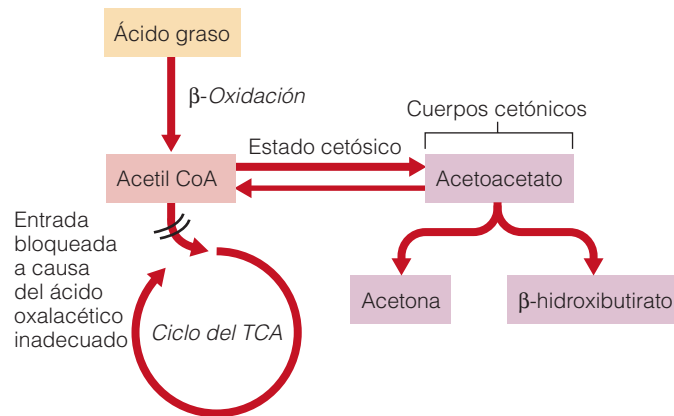 Ácido graso
β-Oxidación
Cuerpos cetónicos
Estado cetósico
Acetil CoA
Acetoacetato
Entrada
bloqueada
a causa
del ácido
oxalacético
inadecuado
Ciclo del TCA
Acetona
β-hidroxibutirato